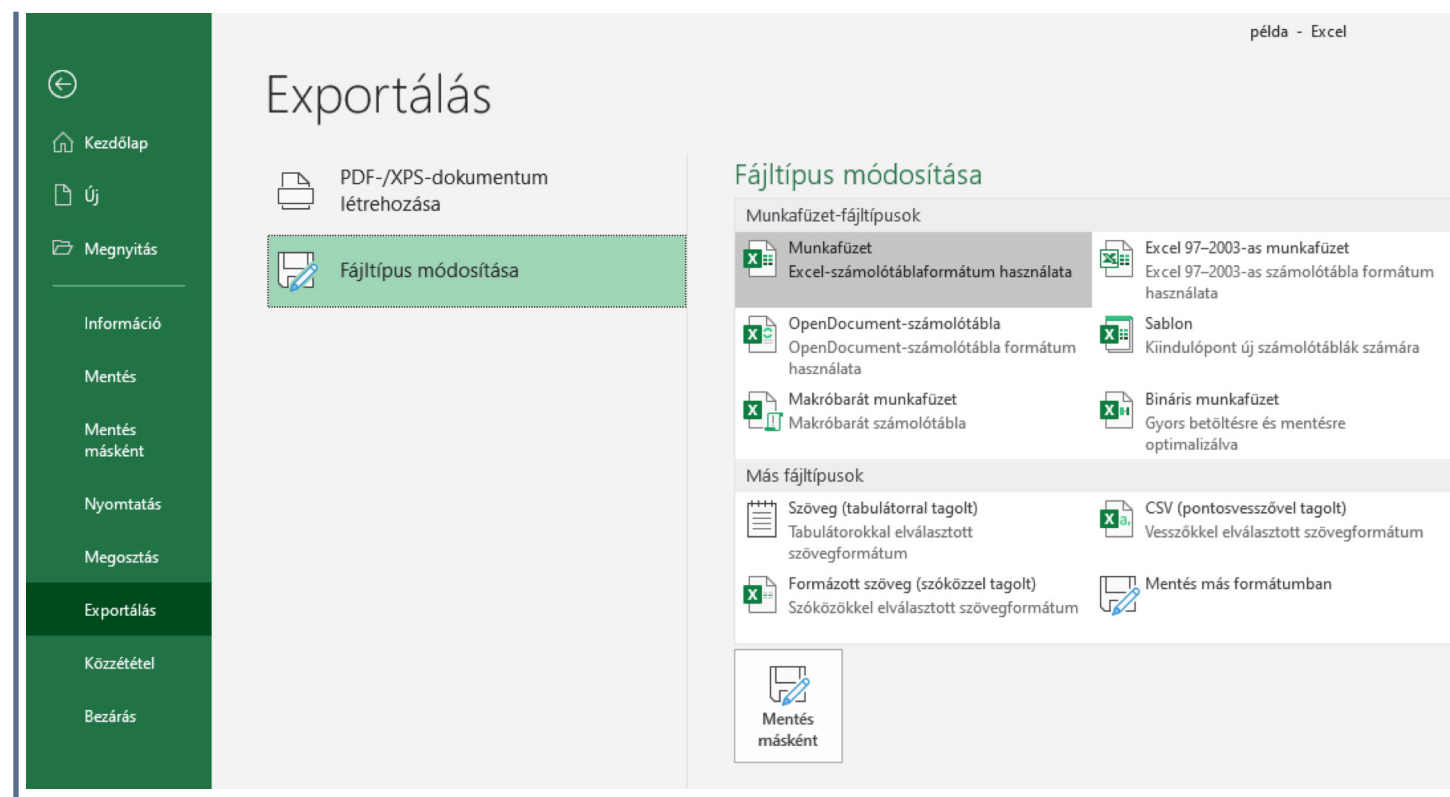 példa - Excel
Exportálás
Kezdőlap
Új
Megnyitás
Információ
Mentés
Mentés
másként
Nyomtatás
Megosztás
Exportálás
Közzététel
Bezárás
PDF-/XPS-dokumentum
létrehozása
Fájltípus módosítása
Fájltípus módosítása
Munkafüzet-fájltípusok
Munkafüzet
Excel-számolótáblaformátum használata
Excel 97–2003-as munkafüzet
Excel 97–2003-as számolótábla formátum
használata
OpenDocument-számolótábla
OpenDocument-számolótábla formátum
használata
Sablon
Kiindulópont új számolótáblák számára
Makróbarát munkafüzet
Makróbarát számolótábla
Bináris munkafüzet
Gyors betöltésre és mentésre
optimalizálva
Más fájltípusok
Szöveg (tabulátorral tagolt)
Tabulátorokkal elválasztott
szövegformátum
CSV (pontosvesszővel tagolt)
Vesszőkkel elválasztott szövegformátum
Formázott szöveg (szóközzel tagolt)
Szóközökkel elválasztott szövegformátum
Mentés más formátumban
Mentés
másként